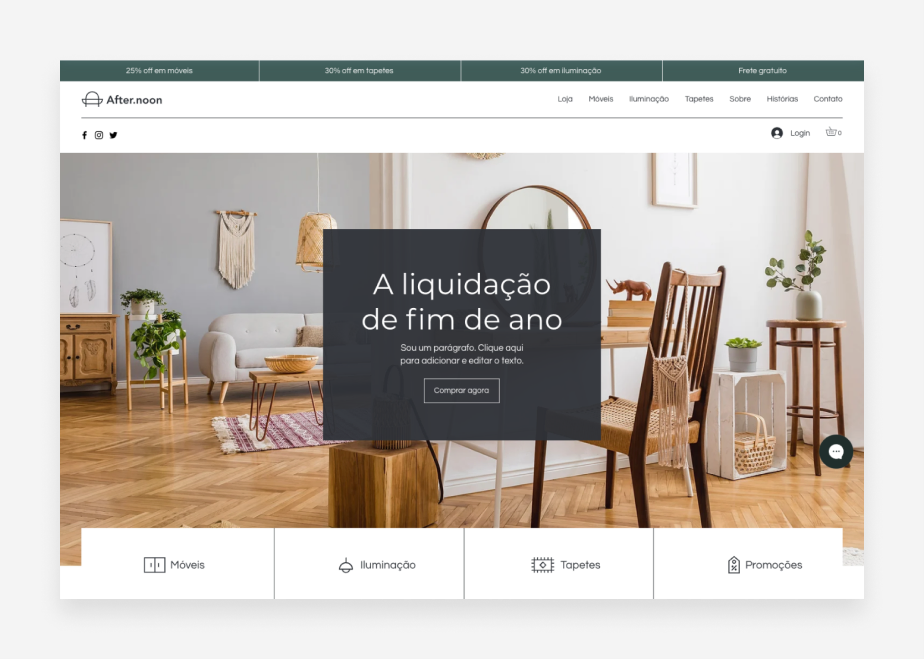 25% off em móveis
30% off em tapetes
30% off em iluminação
Frete gratuito
After.noon
Loja
Móveis
Iluminação
Tapetes
Sobre
Histórias
Contato
Login
0
A liquidação
de fim de ano
Sou um parágrafo. Clique aqui
para adicionar e editar o texto.
Comprar agora
Móveis
Iluminação
Tapetes
Promoções